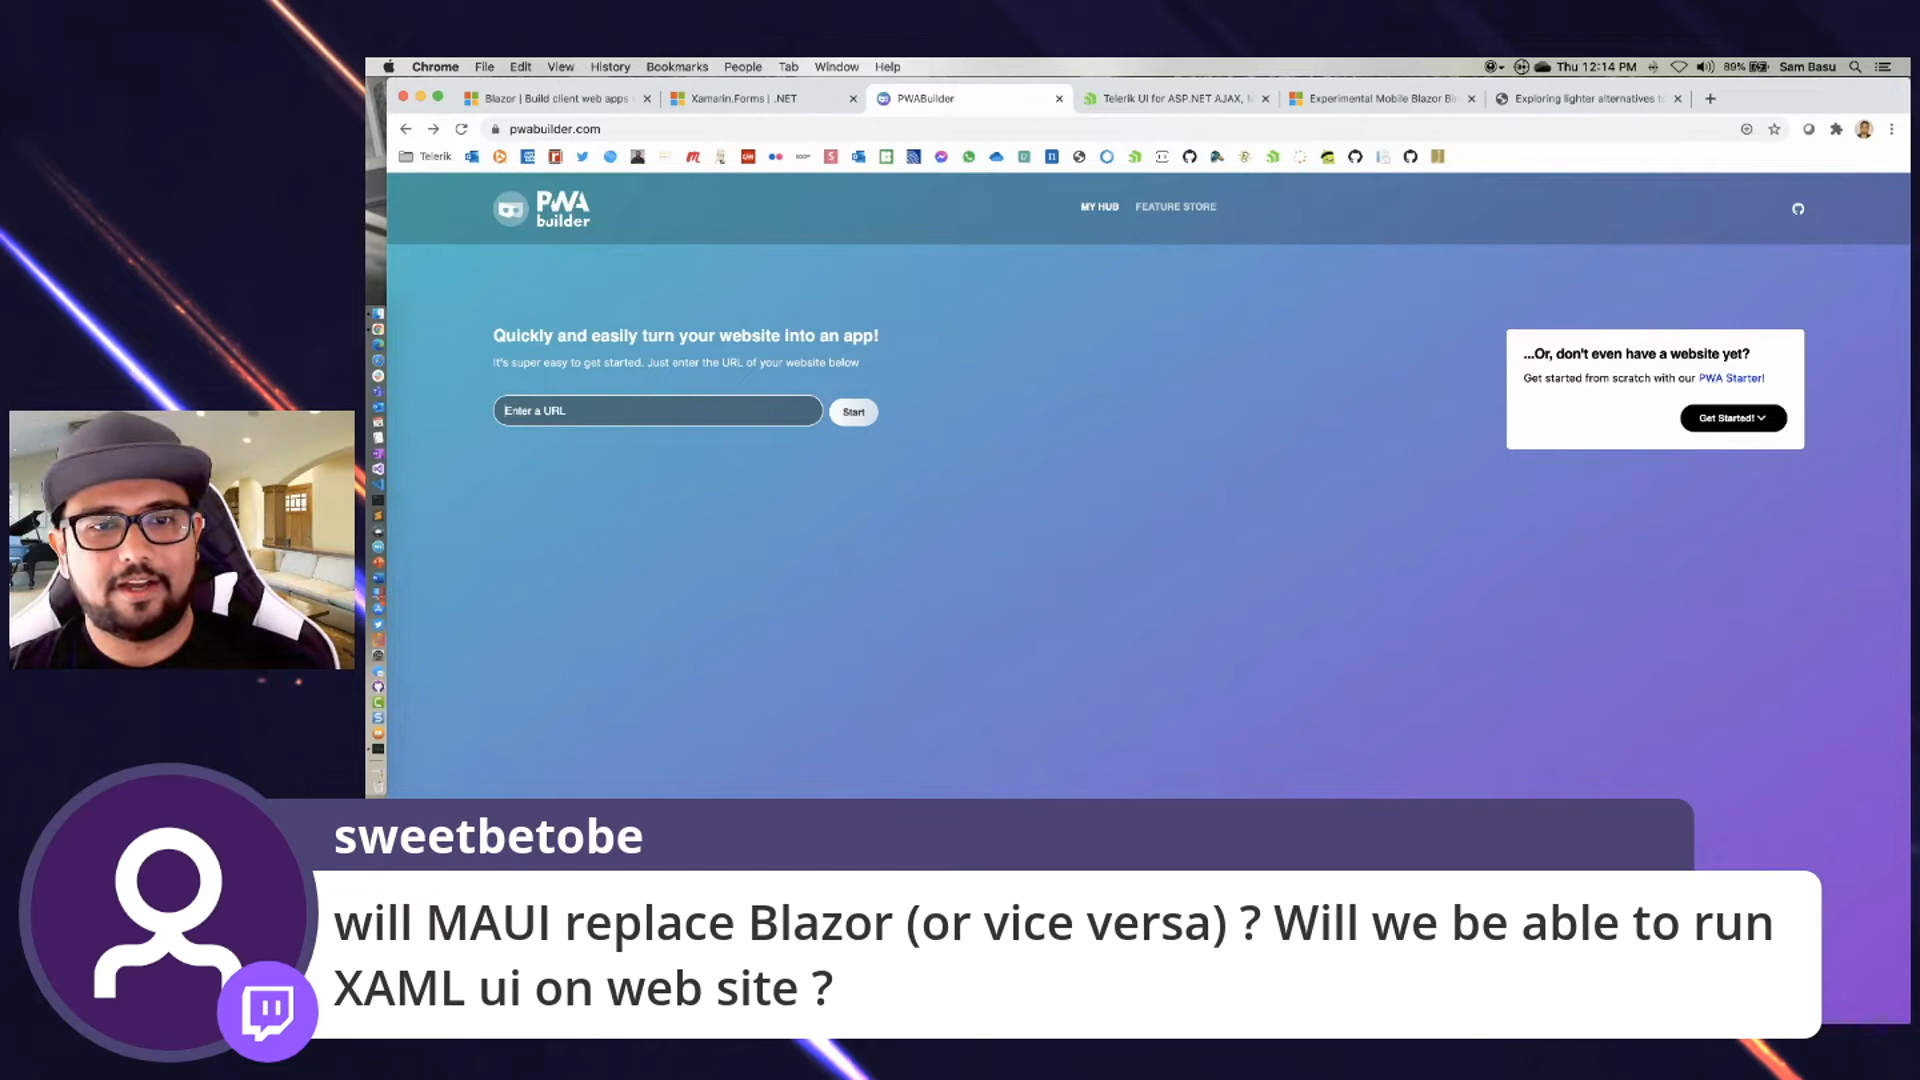 Chrome File Edit View History Bookmarks People Tab Window Help
Thu 12:14 PM 89% Sam Basu
Blazor | Build client web apps
Xamarin.Forms | .NET
PWABuilder
Telerik UI for ASP.NET AJAX,
Experimental Mobile Blazor Bi
Exploring lighter alternatives to
pwabuilder.com
Telerik
PWA
builder
MY HUB FEATURE STORE
Quickly and easily turn your website into an app!
It's super easy to get started. Just enter the URL of your website below
Enter a URL
Start
...Or, don't even have a website yet?
Get started from scratch with our PWA Starter!
Get Started!
sweetbetobe
will MAUI replace Blazor (or vice versa) ? Will we be able to run
XAML ui on web site ?